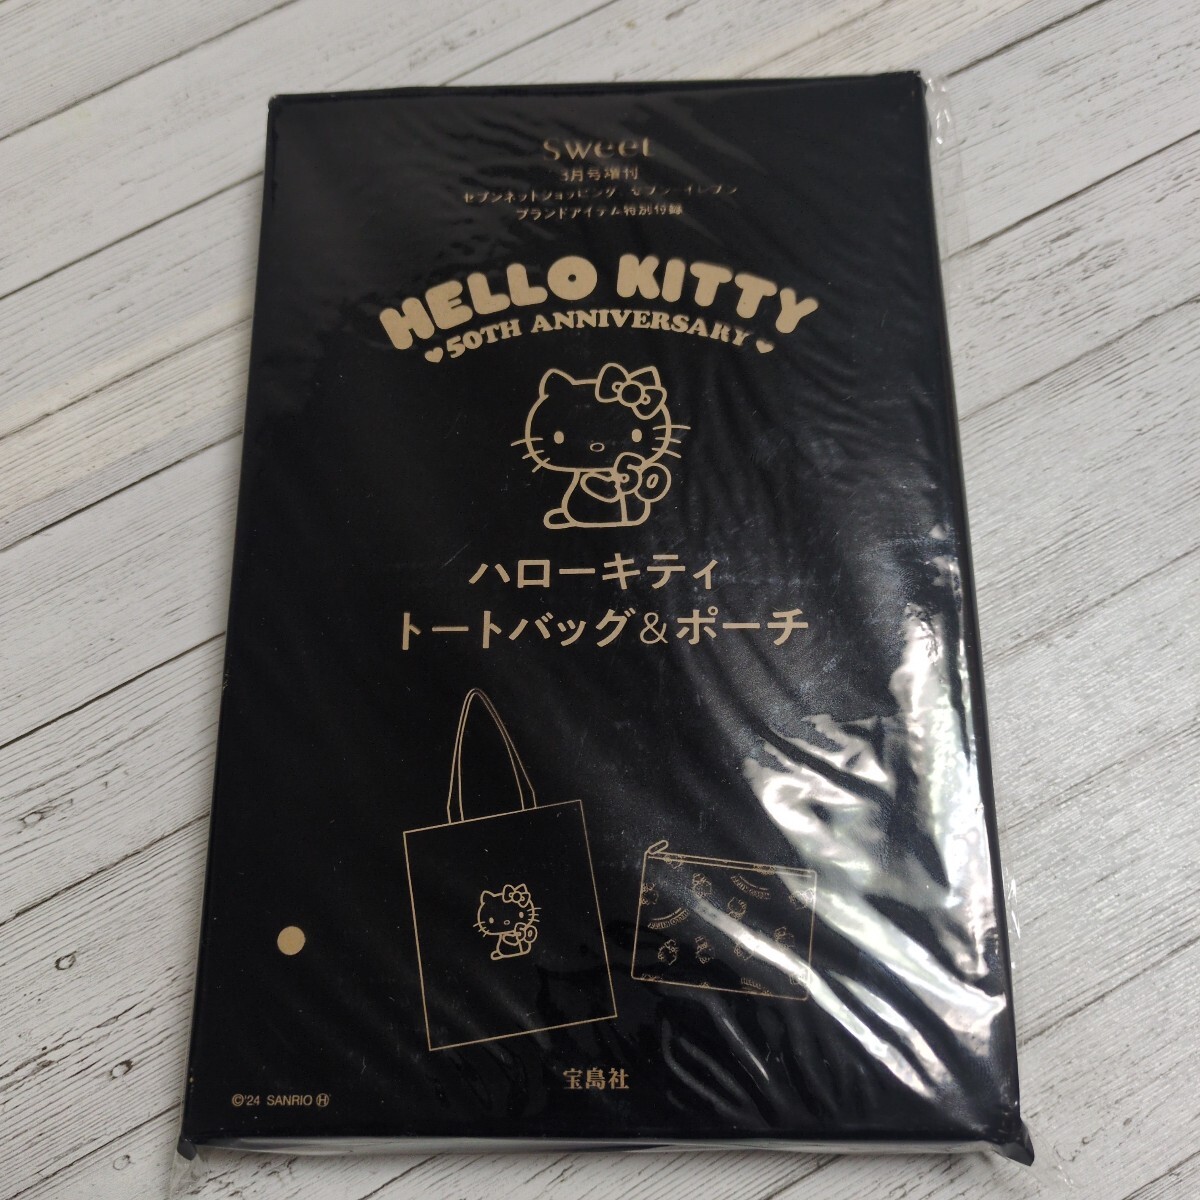 sweet
3月号増刊
セブンネットショッピング セブン-イレブン
ブランドアイテム特別付録
HELLO KITTY
♥50TH ANNIVERSARY♥
50
ハローキティ
トートバッグ&ポーチ
50
宝島社
©'24 SANRIO Ⓗ